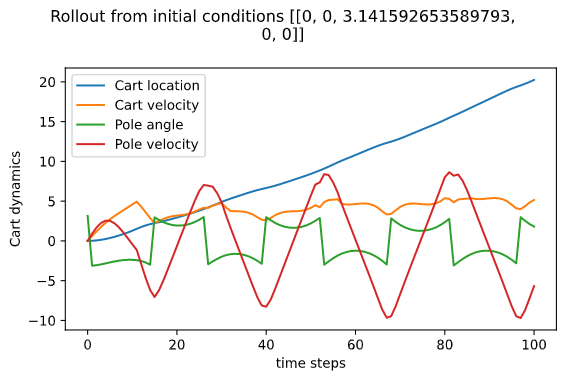 Rollout from initial conditions [[0, 0, 3.141592653589793,
0, 0]]
Cart dynamics
20
15
10
5
0
−5
−10
Cart location
Cart velocity
Pole angle
Pole velocity
0 20 40 60 80 100
time steps